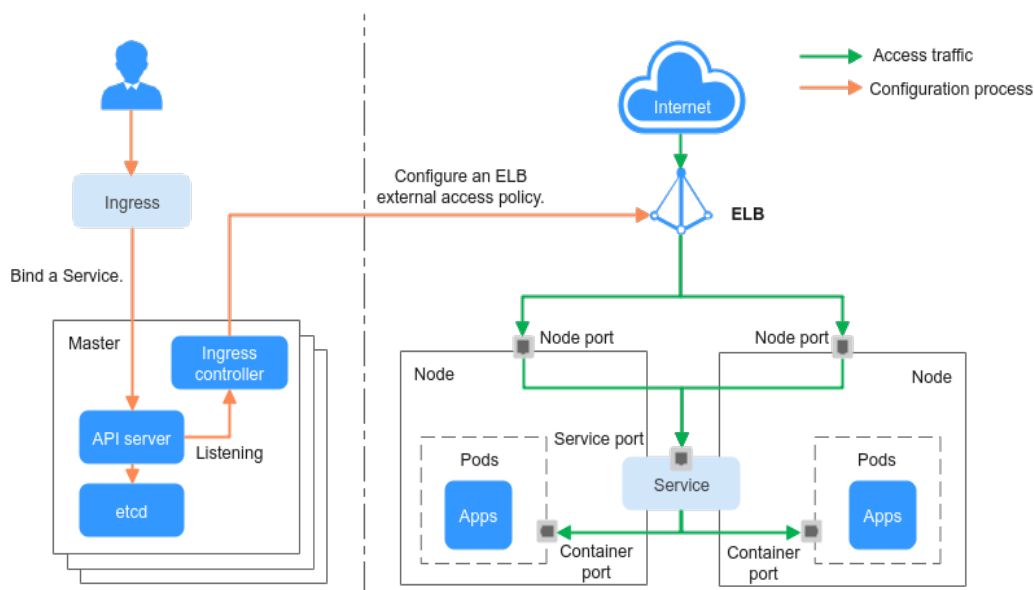 Access traffic
Configuration process
Internet
Configure an ELB
external access policy.
Ingress
ELB
Bind a Service.
Master
Ingress
controller
API server
Listening
etcd
Node port
Node port
Node
Node
Service port
Pods
Pods
Service
Apps
Apps
Container
port
Container
port